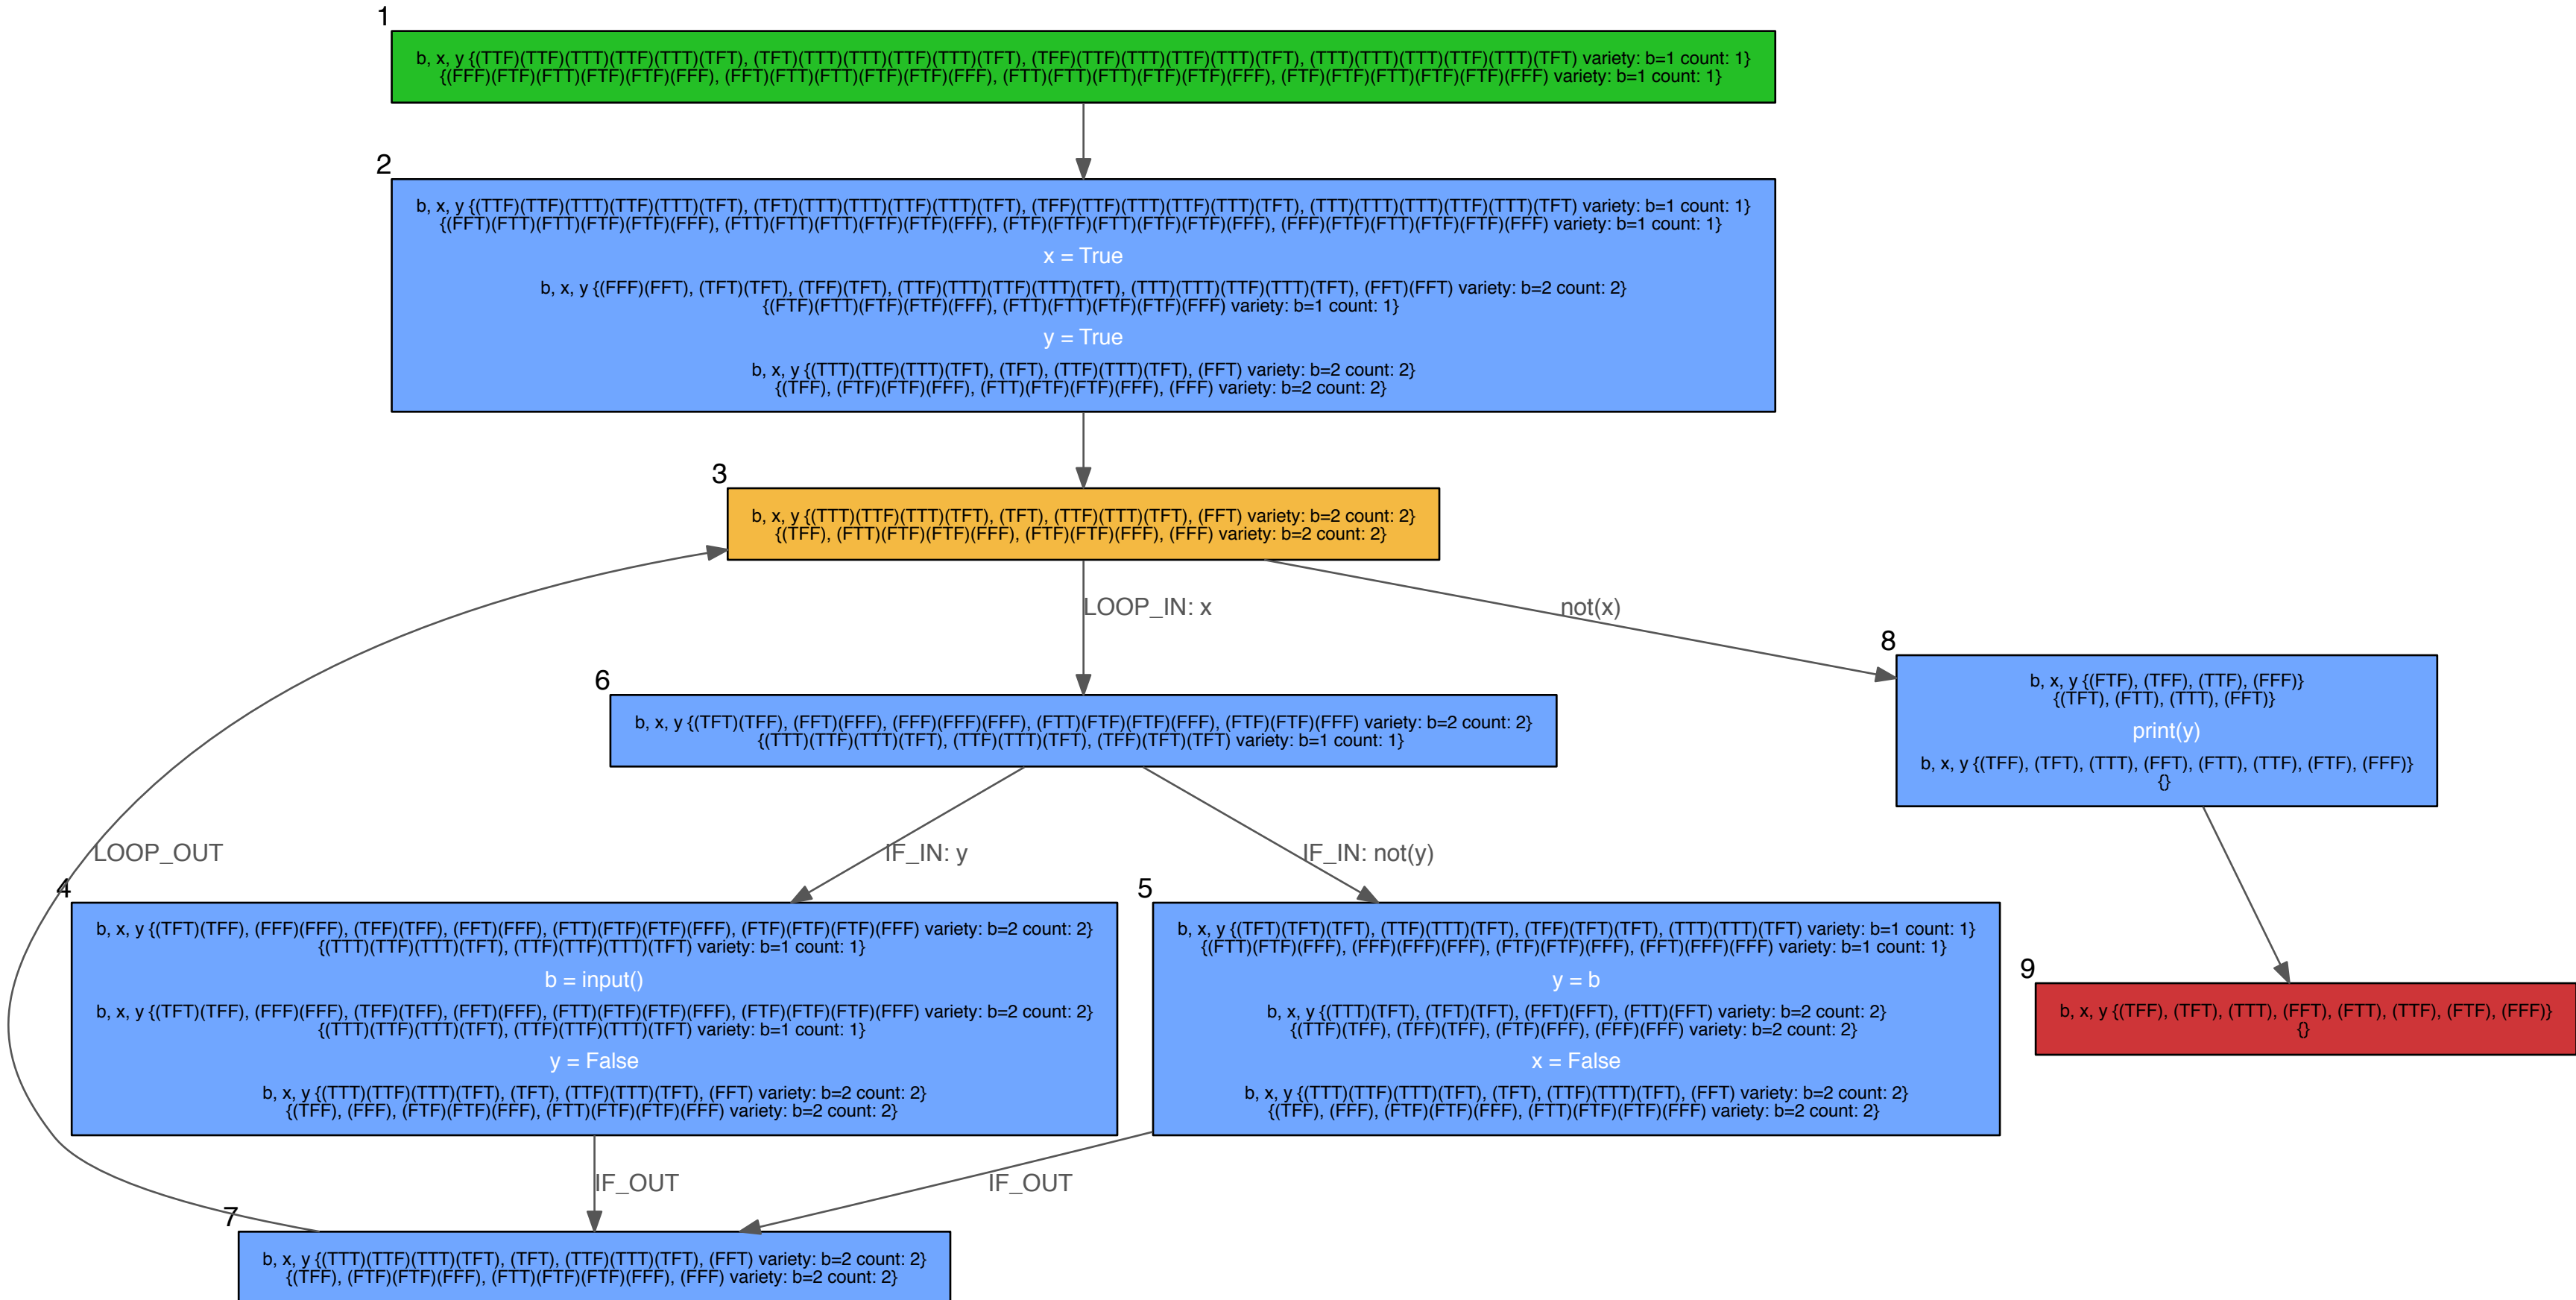 1
b, x, y {(TTF)(TTF)(TTT)(TTF)(TTT)(TFT), (TFT)(TTT)(TTT)(TTF)(TTT)(TFT), (TFF)(TTF)(TTT)(TTF)(TTT)(TFT), (TTT)(TTT)(TTT)(TTF)(TTT)(TFT) variety: b=1 count: 1}
{(FFF)(FTF)(FTT)(FTF)(FTF)(FFF), (FFT)(FTT)(FTT)(FTF)(FTF)(FFF), (FTT)(FTT)(FTT)(FTF)(FTF)(FFF), (FTF)(FTF)(FTT)(FTF)(FTF)(FFF) variety: b=1 count: 1}
2
b, x, y {(TTF)(TTF)(TTT)(TTF)(TTT)(TFT), (TFT)(TTT)(TTT)(TTF)(TTT)(TFT), (TFF)(TTF)(TTT)(TTF)(TTT)(TFT), (TTT)(TTT)(TTT)(TTF)(TTT)(TFT) variety: b=1 count: 1}
{(FFT)(FTT)(FTT)(FTF)(FTF)(FFF), (FTT)(FTT)(FTT)(FTF)(FTF)(FFF), (FTF)(FTF)(FTT)(FTF)(FTF)(FFF), (FFF)(FTF)(FTT)(FTF)(FTF)(FFF) variety: b=1 count: 1}
x = True
b, x, y {(FFF)(FFT), (TFT)(TFT), (TFF)(TFT), (TTF)(TTT)(TTF)(TTT)(TFT), (TTT)(TTT)(TTF)(TTT)(TFT), (FFT)(FFT) variety: b=2 count: 2}
{(FTF)(FTT)(FTF)(FTF)(FFF), (FTT)(FTT)(FTF)(FTF)(FFF) variety: b=1 count: 1}
y = True
b, x, y {(TTT)(TTF)(TTT)(TFT), (TFT), (TTF)(TTT)(TFT), (FFT) variety: b=2 count: 2}
{(TFF), (FTF)(FTF)(FFF), (FTT)(FTF)(FTF)(FFF), (FFF) variety: b=2 count: 2}
3
b, x, y {(TTT)(TTF)(TTT)(TFT), (TFT), (TTF)(TTT)(TFT), (FFT) variety: b=2 count: 2}
{(TFF), (FTT)(FTF)(FTF)(FFF), (FTF)(FTF)(FFF), (FFF) variety: b=2 count: 2}
LOOP_IN: x
not(x)
8
b, x, y {(FTF), (TFF), (TTF), (FFF)}
{(TFT), (FTT), (TTT), (FFT)}
print(y)
b, x, y {(TFF), (TFT), (TTT), (FFT), (FTT), (TTF), (FTF), (FFF)}
{}
6
b, x, y {(TFT)(TFF), (FFT)(FFF), (FFF)(FFF)(FFF), (FTT)(FTF)(FTF)(FFF), (FTF)(FTF)(FFF) variety: b=2 count: 2}
{(TTT)(TTF)(TTT)(TFT), (TTF)(TTT)(TFT), (TFF)(TFT)(TFT) variety: b=1 count: 1}
LOOP_OUT
IF_IN: y
IF_IN: not(y)
4
b, x, y {(TFT)(TFF), (FFF)(FFF), (TFF)(TFF), (FFT)(FFF), (FTT)(FTF)(FTF)(FFF), (FTF)(FTF)(FTF)(FFF) variety: b=2 count: 2}
{(TTT)(TTF)(TTT)(TFT), (TTF)(TTF)(TTT)(TFT) variety: b=1 count: 1}
b = input()
b, x, y {(TFT)(TFF), (FFF)(FFF), (TFF)(TFF), (FFT)(FFF), (FTT)(FTF)(FTF)(FFF), (FTF)(FTF)(FTF)(FFF) variety: b=2 count: 2}
{(TTT)(TTF)(TTT)(TFT), (TTF)(TTF)(TTT)(TFT) variety: b=1 count: 1}
y = False
b, x, y {(TTT)(TTF)(TTT)(TFT), (TFT), (TTF)(TTT)(TFT), (FFT) variety: b=2 count: 2}
{(TFF), (FFF), (FTF)(FTF)(FFF), (FTT)(FTF)(FTF)(FFF) variety: b=2 count: 2}
5
b, x, y {(TFT)(TFT)(TFT), (TTF)(TTT)(TFT), (TFF)(TFT)(TFT), (TTT)(TTT)(TFT) variety: b=1 count: 1}
{(FTT)(FTF)(FFF), (FFF)(FFF)(FFF), (FTF)(FTF)(FFF), (FFT)(FFF)(FFF) variety: b=1 count: 1}
y = b
b, x, y {(TTT)(TFT), (TFT)(TFT), (FFT)(FFT), (FTT)(FFT) variety: b=2 count: 2}
{(TTF)(TFF), (TFF)(TFF), (FTF)(FFF), (FFF)(FFF) variety: b=2 count: 2}
x = False
b, x, y {(TTT)(TTF)(TTT)(TFT), (TFT), (TTF)(TTT)(TFT), (FFT) variety: b=2 count: 2}
{(TFF), (FFF), (FTF)(FTF)(FFF), (FTT)(FTF)(FTF)(FFF) variety: b=2 count: 2}
9
b, x, y {(TFF), (TFT), (TTT), (FFT), (FTT), (TTF), (FTF), (FFF)}
{}
IF_OUT
IF_OUT
7
b, x, y {(TTT)(TTF)(TTT)(TFT), (TFT), (TTF)(TTT)(TFT), (FFT) variety: b=2 count: 2}
{(TFF), (FTF)(FTF)(FFF), (FTT)(FTF)(FTF)(FFF), (FFF) variety: b=2 count: 2}